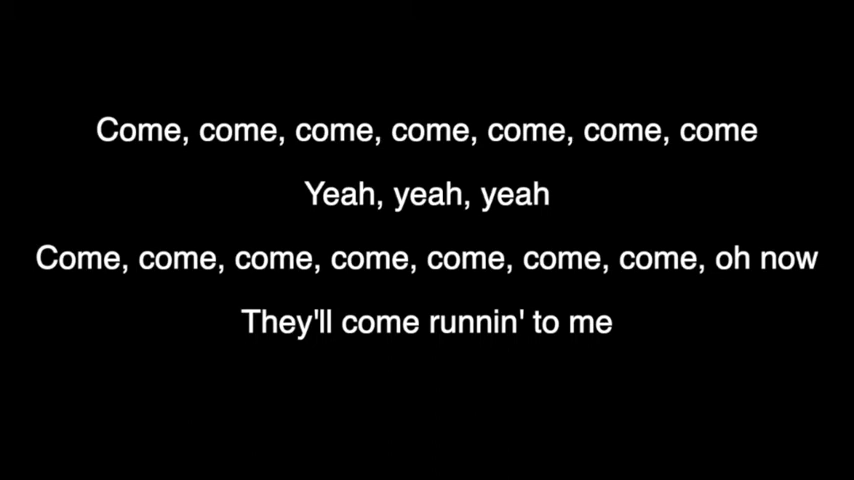 Come, come, come, come, come, come, come
Yeah, yeah, yeah
Come, come, come, come, come, come, come, oh now
They'll come runnin' to me